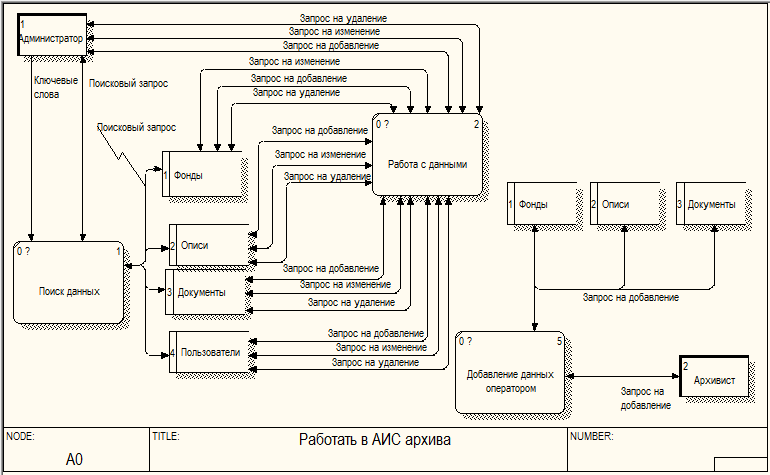 Запрос на удаление
1
Администратор
Запрос на изменение
Запрос на добавление
Запрос на изменение
Ключевые
слова
Поисковый запрос
Запрос на добавление
Запрос на удаление
Поисковый запрос
Запрос на добавление
0 ?
2
Работа с данными
Запрос на изменение
1
Фонды
Запрос на удаление
1
Фонды
2
Описи
3
Документы
2
Описи
0 ?
1
Поиск данных
Запрос на добавление
Запрос на изменение
Запрос на удаление
3
Документы
Запрос на добавление
Запрос на добавление
Запрос на изменение
Запрос на удаление
4
Пользователи
0 ?
5
Добавление данных
оператором
2
Архивист
Запрос на
добавление
NODE:
A0
TITLE:
Работать в АИС архива
NUMBER: